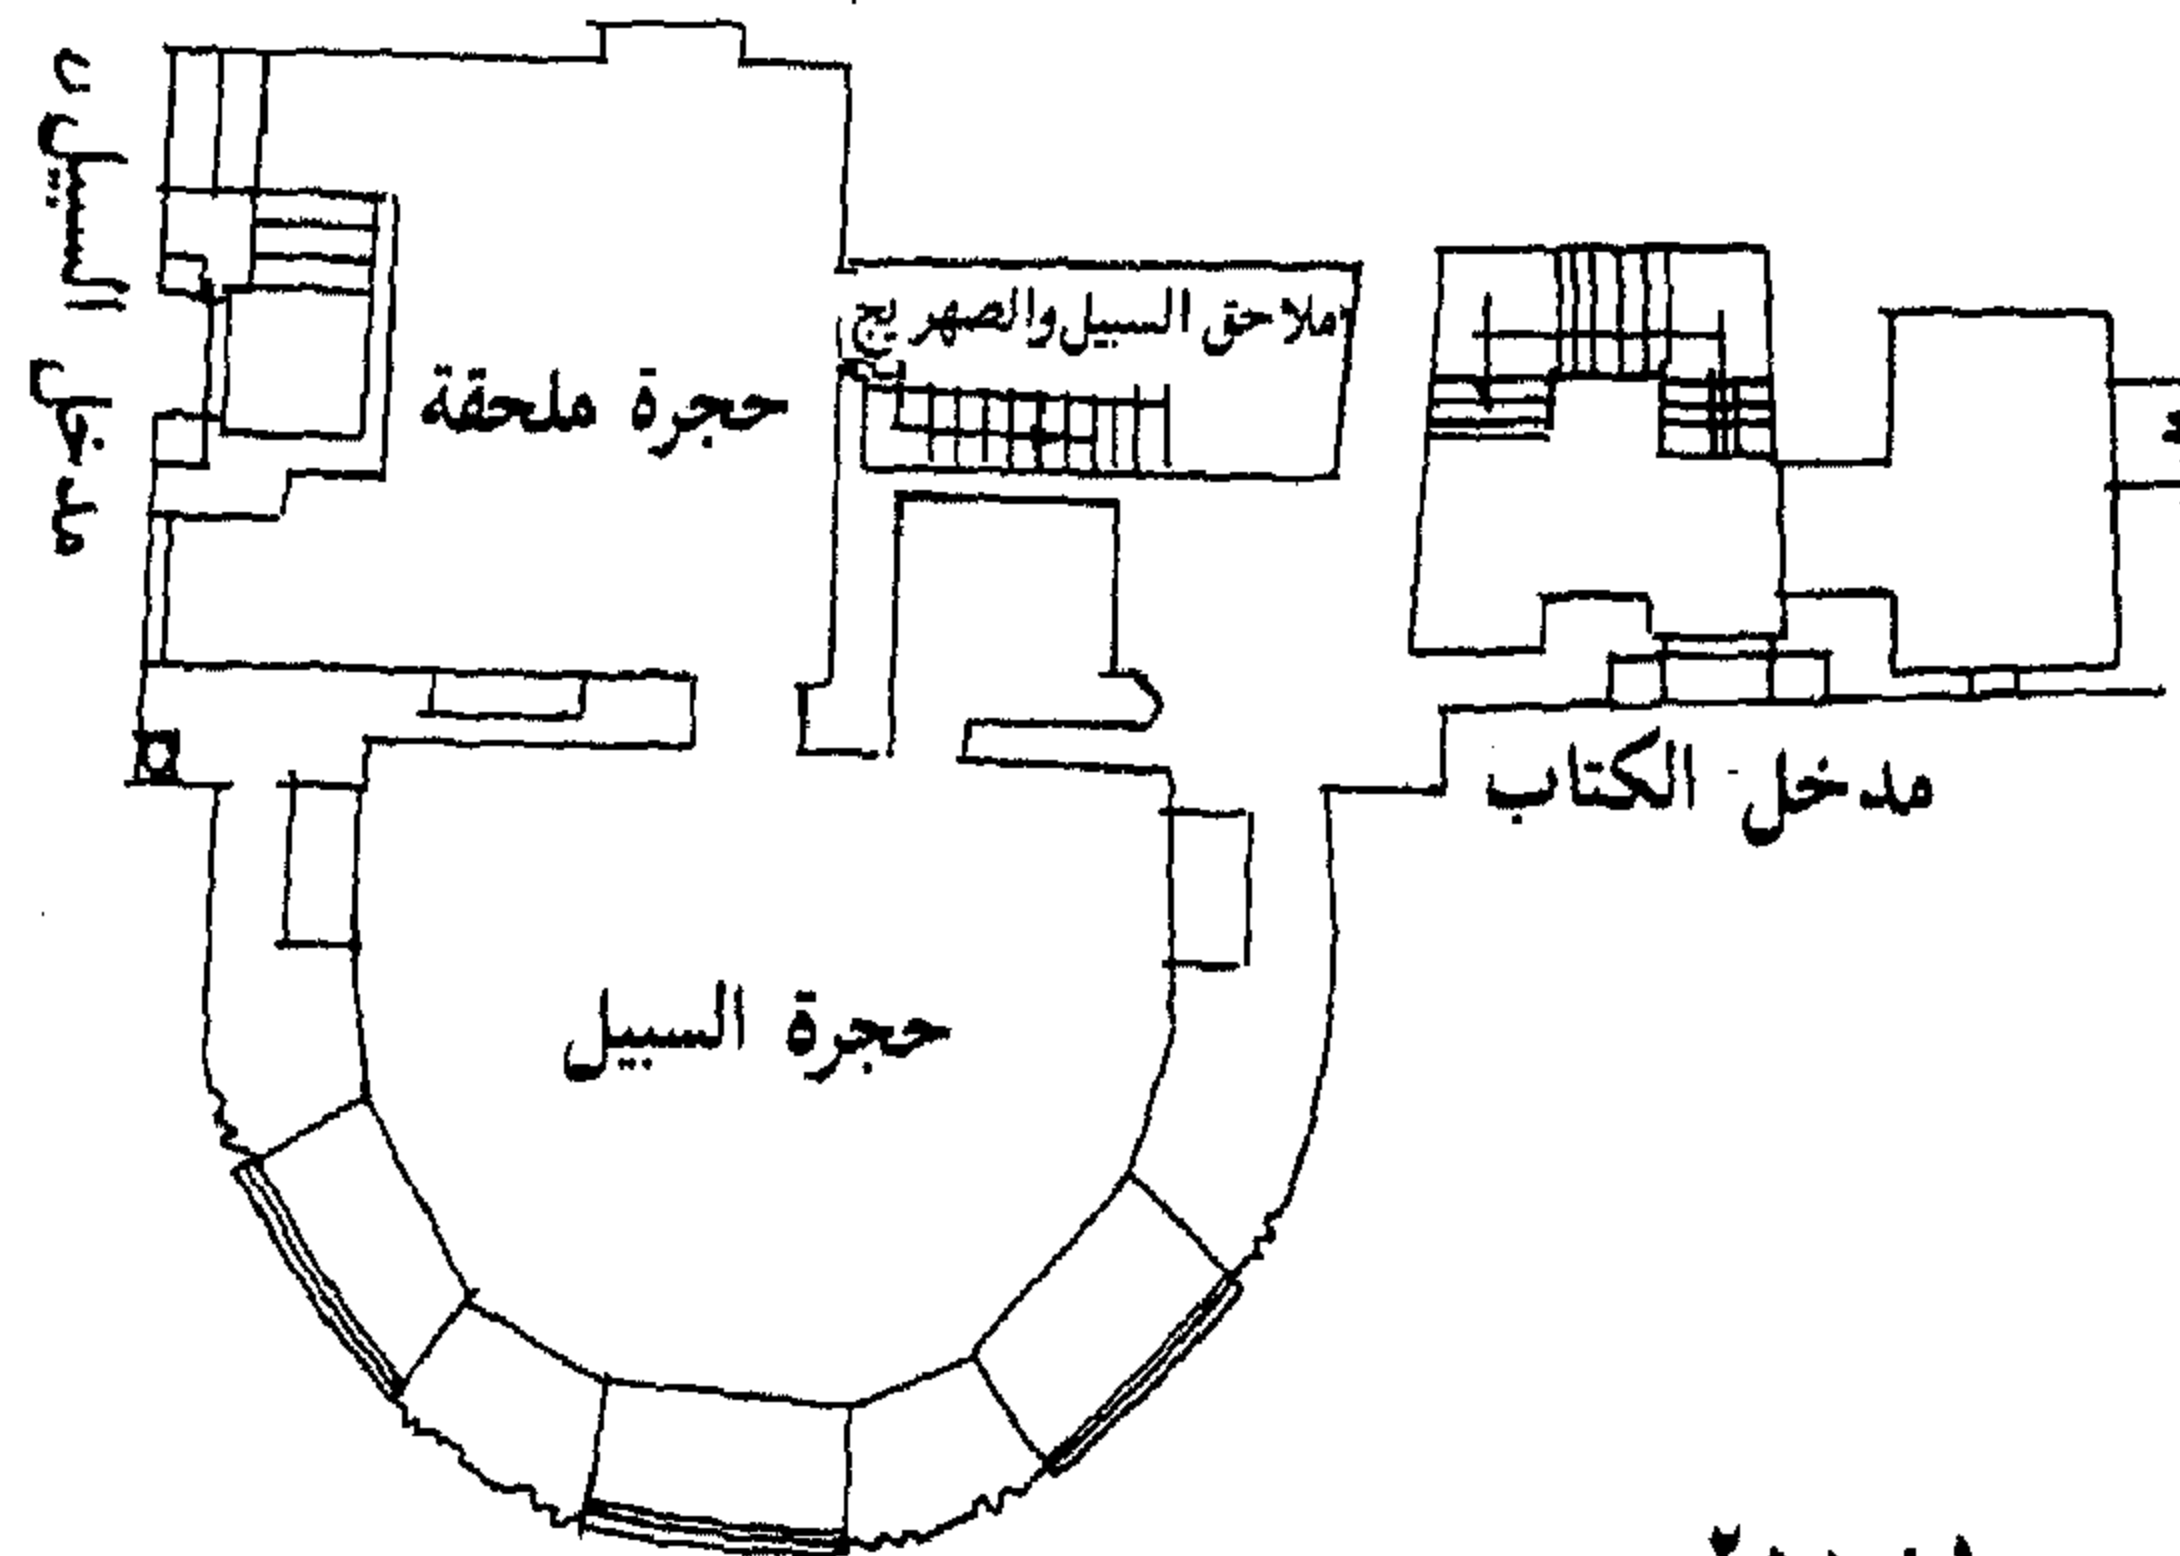 مدخل السبيل
ملاحق السبيل والصهريج
حجرة ملحقة
مدخل الكتاب
حجرة السبيل